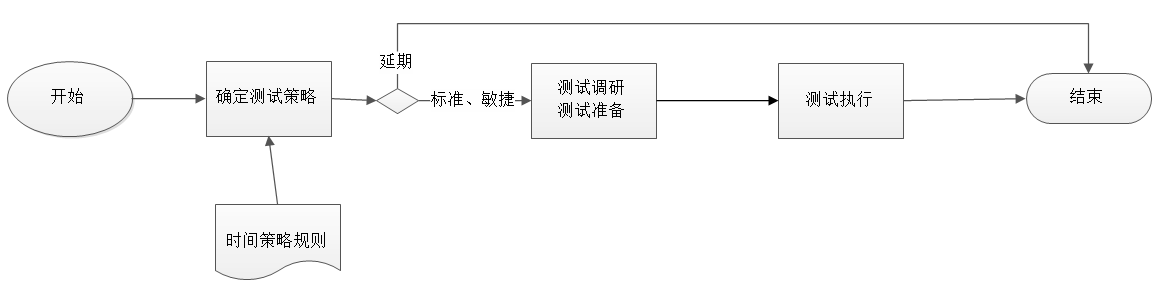 延期
开始
确定测试策略
标准、敏捷
测试调研
测试准备
测试执行
结束
时间策略规则